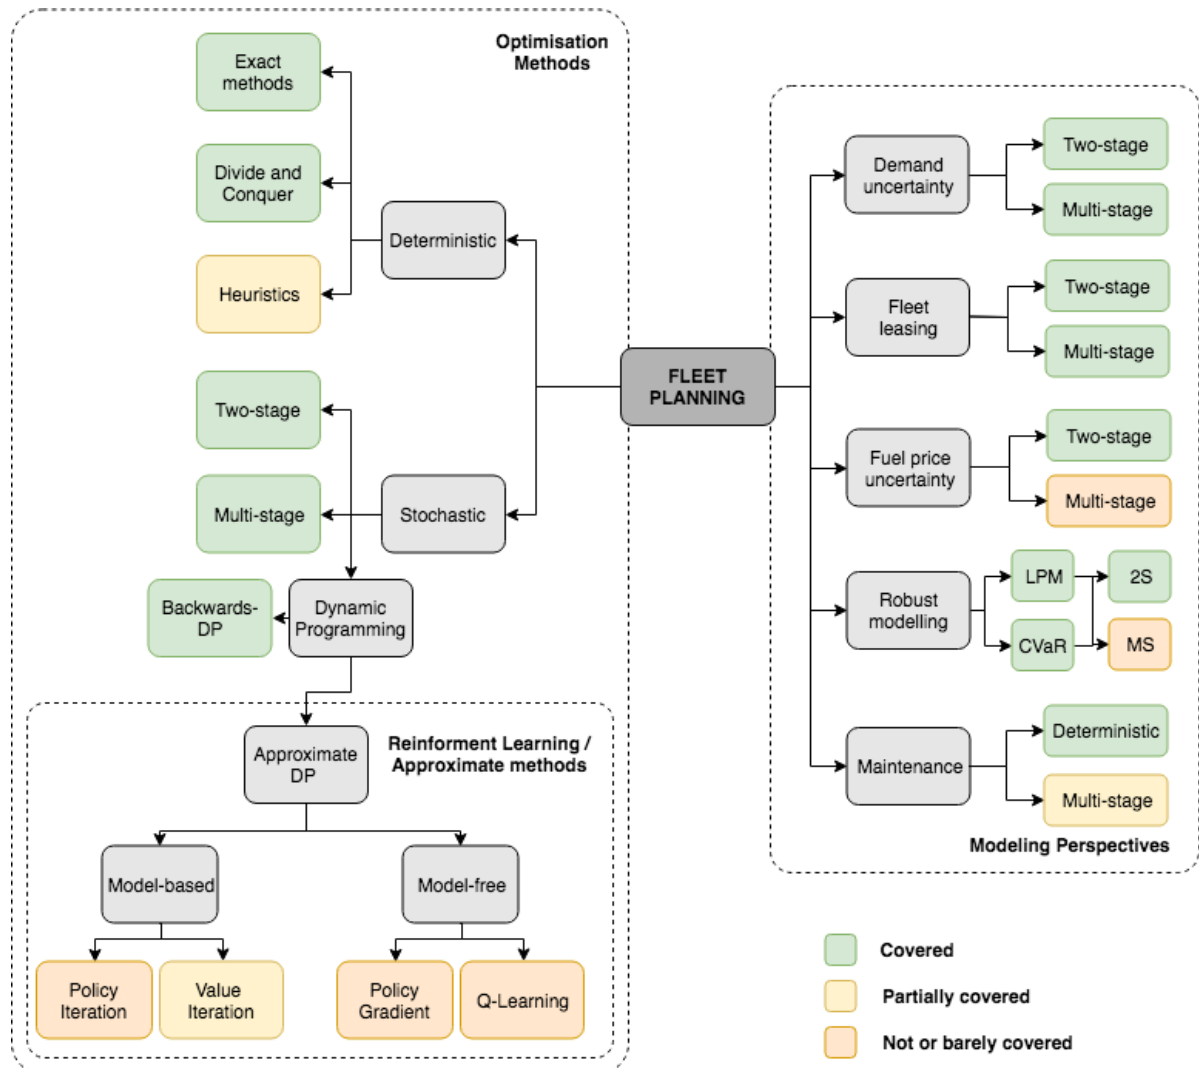 Optimisation
Methods
Exact
methods
Divide and
Conquer
Heuristics
Deterministic
Two-stage
Multi-stage
Stochastic
Backwards-
DP
Dynamic
Programming
Reinforment Learning /
Approximate methods
Approximate
DP
Model-based
Model-free
Policy
Iteration
Value
Iteration
Policy
Gradient
Q-Learning
FLEET
PLANNING
Demand
uncertainty
Two-stage
Multi-stage
Fleet
leasing
Two-stage
Multi-stage
Fuel price
uncertainty
Two-stage
Multi-stage
Robust
modelling
LPM
2S
CVaR
MS
Maintenance
Deterministic
Multi-stage
Modeling Perspectives
Covered
Partially covered
Not or barely covered